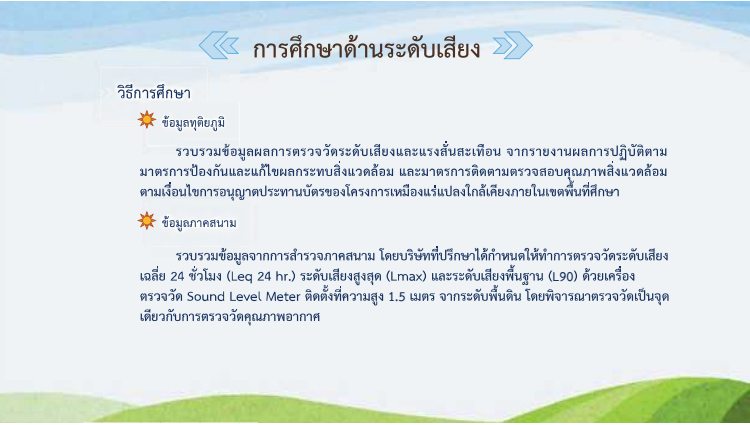 การศึกษาด้านระดับเสียง
วิธีการศึกษา
ข้อมูลทุติยภูมิ
รวบรวมข้อมูลผลการตรวจวัดระดับเสียงและแรงสั่นสะเทือน จากรายงานผลการปฏิบัติตาม
มาตรการป้องกันและแก้ไขผลกระทบสิ่งแวดล้อม และมาตรการติดตามตรวจสอบคุณภาพสิ่งแวดล้อม
ตามเงื่อนไขการอนุญาตประทานบัตรของโครงการเหมืองแร่แปลงใกล้เคียงภายในเขตพื้นที่ศึกษา
ข้อมูลภาคสนาม
รวบรวมข้อมูลจากการสำรวจภาคสนาม โดยบริษัทที่ปรึกษาได้กำหนดให้ทำการตรวจวัดระดับเสียง
เฉลี่ย 24 ชั่วโมง (Leq 24 hr.) ระดับเสียงสูงสุด (Lmax) และระดับเสียงพื้นฐาน (L90) ด้วยเครื่อง
ตรวจวัด Sound Level Meter ติดตั้งที่ความสูง 1.5 เมตร จากระดับพื้นดิน โดยพิจารณาตรวจวัดเป็นจุด
เดียวกับการตรวจวัดคุณภาพอากาศ